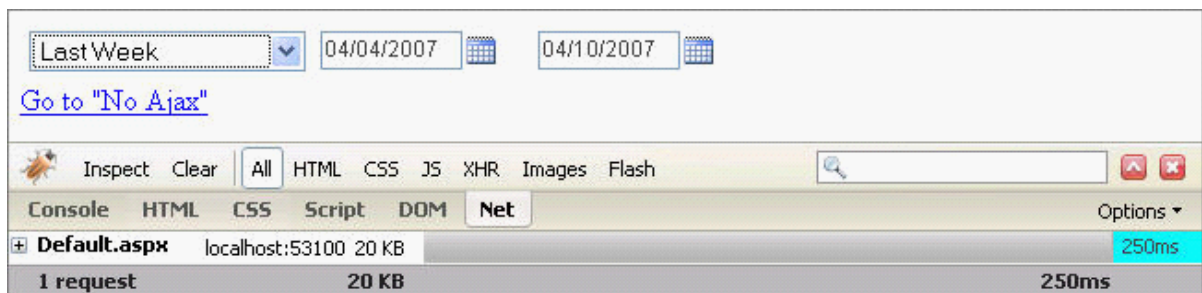 Last Week 04/04/2007 04/10/2007
Go to "No Ajax"
Inspect Clear All HTML CSS JS XHR Images Flash
Console HTML CSS Script DOM Net Options
Default.aspx localhost:53100 20 KB 250ms
1 request 20 KB 250ms